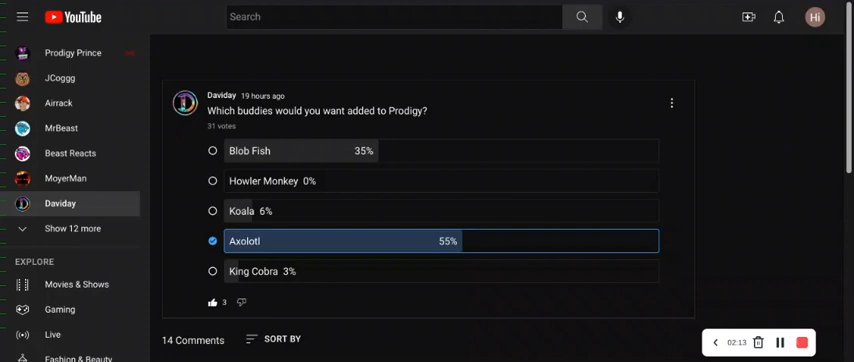 YouTube
Search
Hi
Prodigy Prince
JCoggg
Airrack
MrBeast
Beast Reacts
MoyerMan
Daviday
Show 12 more
EXPLORE
Movies & Shows
Gaming
Live
Fashion & Beauty
Daviday 19 hours ago
Which buddies would you want added to Prodigy?
31 votes
Blob Fish 35%
Howler Monkey 0%
Koala 6%
Axolotl 55%
King Cobra 3%
3
14 Comments SORT BY
02:13